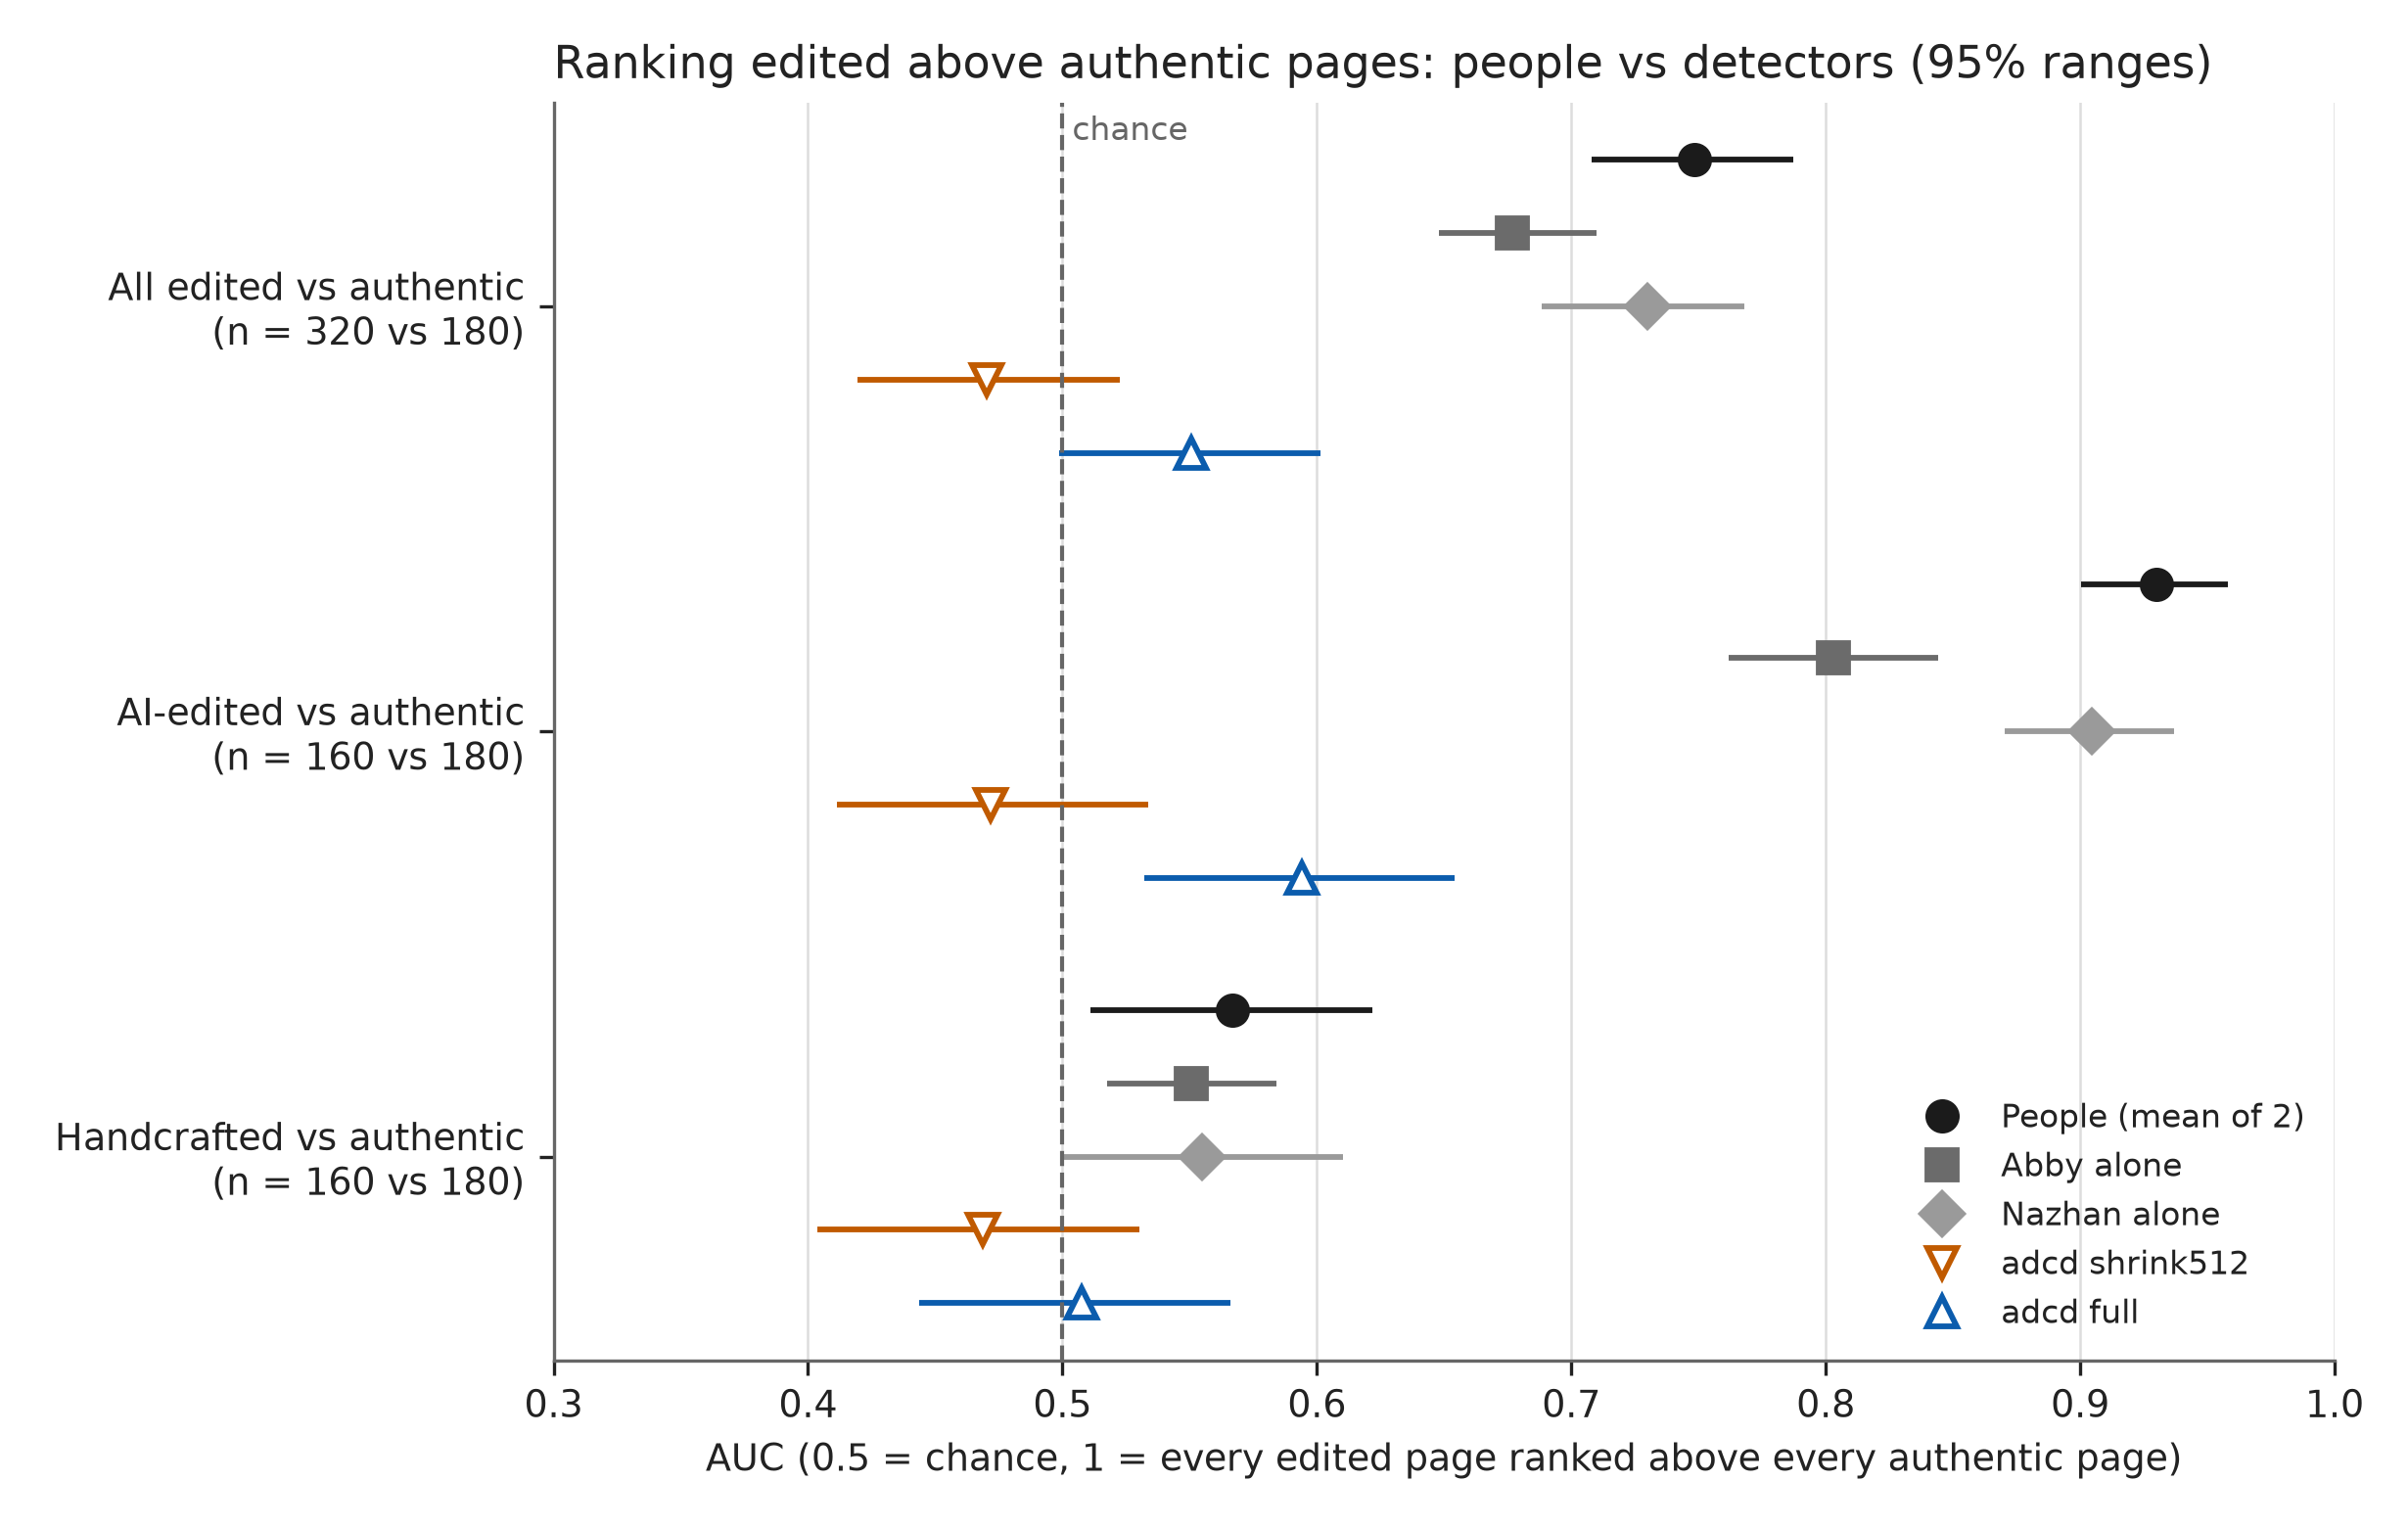 Ranking edited above authentic pages: people vs detectors (95% ranges)
chance
All edited vs authentic
(n = 320 vs 180)
AI-edited vs authentic
(n = 160 vs 180)
Handcrafted vs authentic
(n = 160 vs 180)
People (mean of 2)
Abby alone
Nazhan alone
adcd shrink512
adcd full
0.3 0.4 0.5 0.6 0.7 0.8 0.9 1.0
AUC (0.5 = chance, 1 = every edited page ranked above every authentic page)